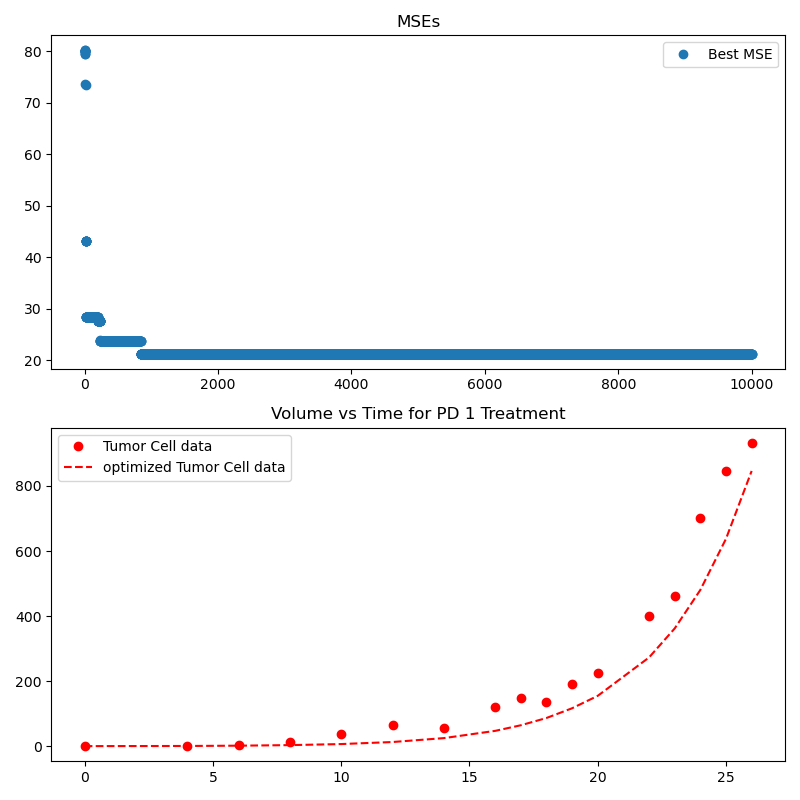 MSEs
80
70
60
50
40
30
20
Best MSE
0 2000 4000 6000 8000 10000
Volume vs Time for PD 1 Treatment
Tumor Cell data
optimized Tumor Cell data
800
600
400
200
0
0 5 10 15 20 25